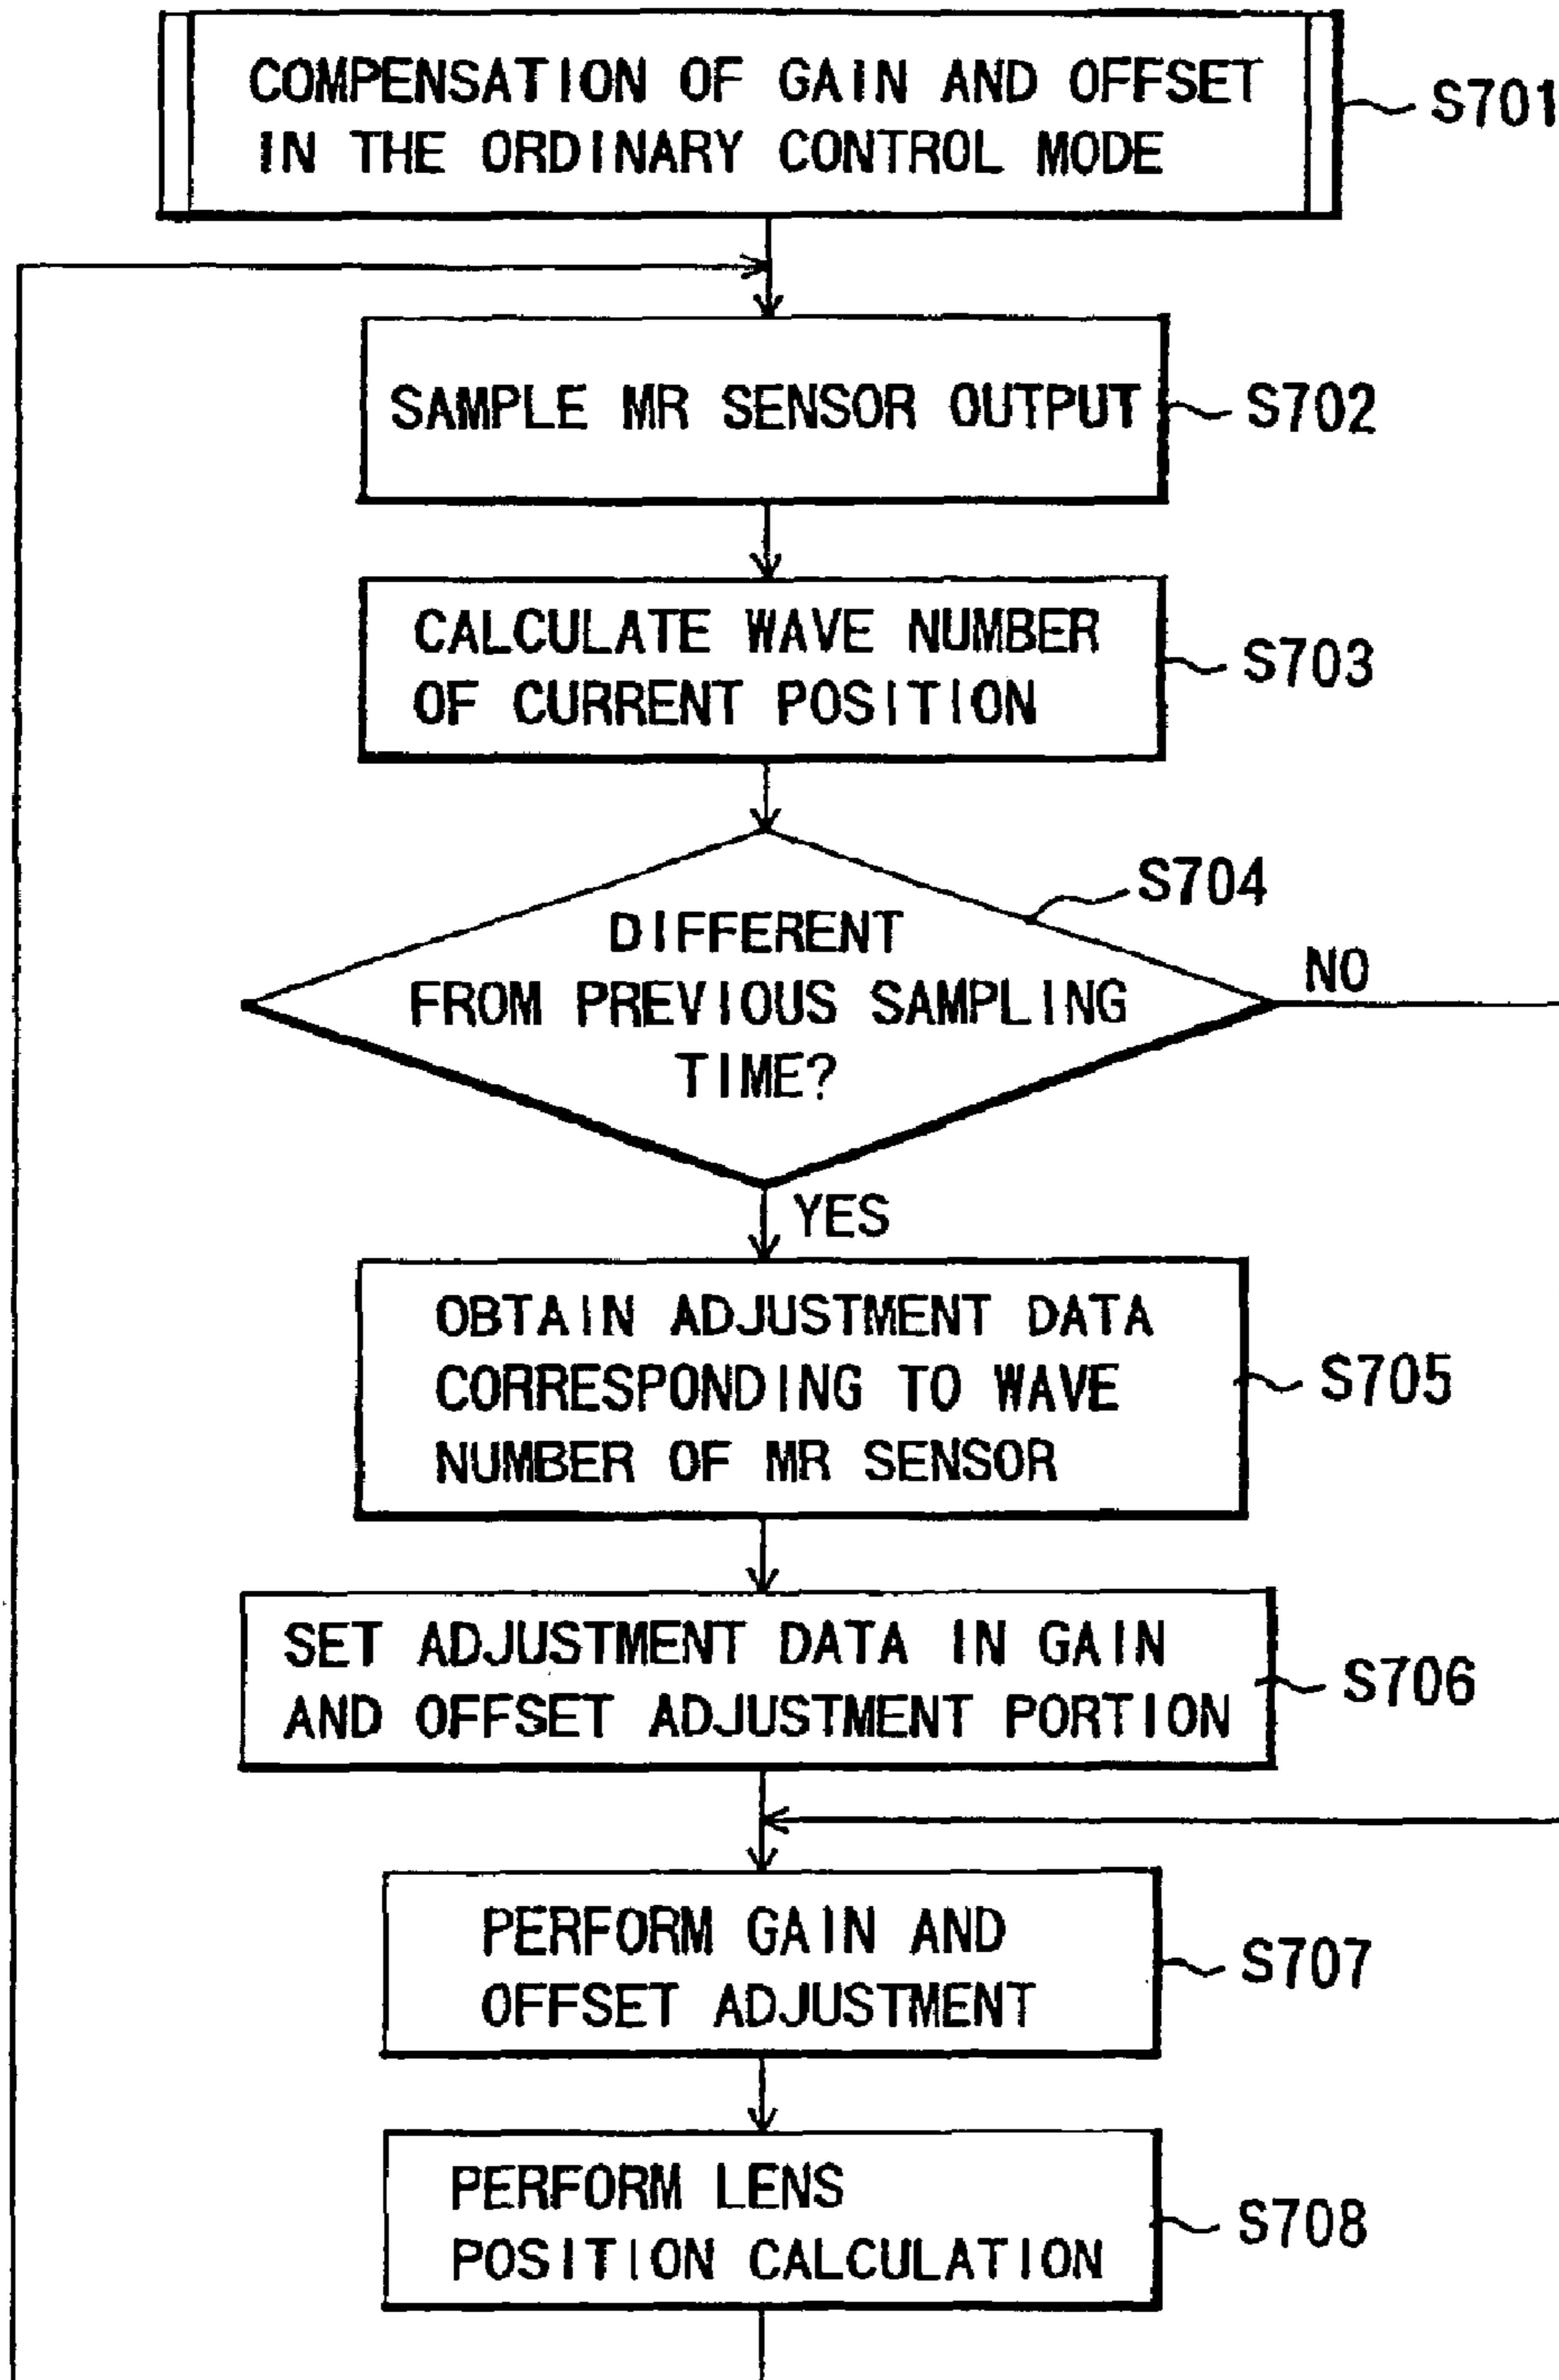 COMPENSATION OF GAIN AND OFFSET
IN THE ORDINARY CONTROL MODE
S701
SAMPLE MR SENSOR OUTPUT
S702
CALCULATE WAVE NUMBER
OF CURRENT POSITION
S703
S704
DIFFERENT
FROM PREVIOUS SAMPLING
TIME?
NO
YES
OBTAIN ADJUSTMENT DATA
CORRESPONDING TO WAVE
NUMBER OF MR SENSOR
S705
SET ADJUSTMENT DATA IN GAIN
AND OFFSET ADJUSTMENT PORTION
S706
PERFORM GAIN AND
OFFSET ADJUSTMENT
S707
PERFORM LENS
POSITION CALCULATION
S708